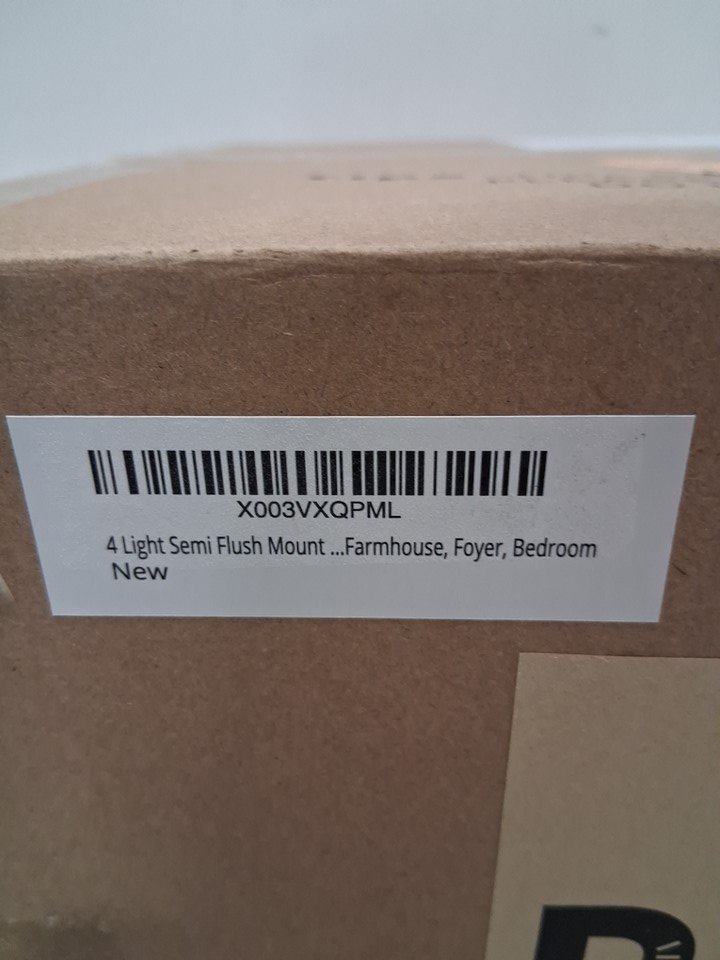 X003VXQPML
4 Light Semi Flush Mount ...Farmhouse, Foyer, Bedroom
New